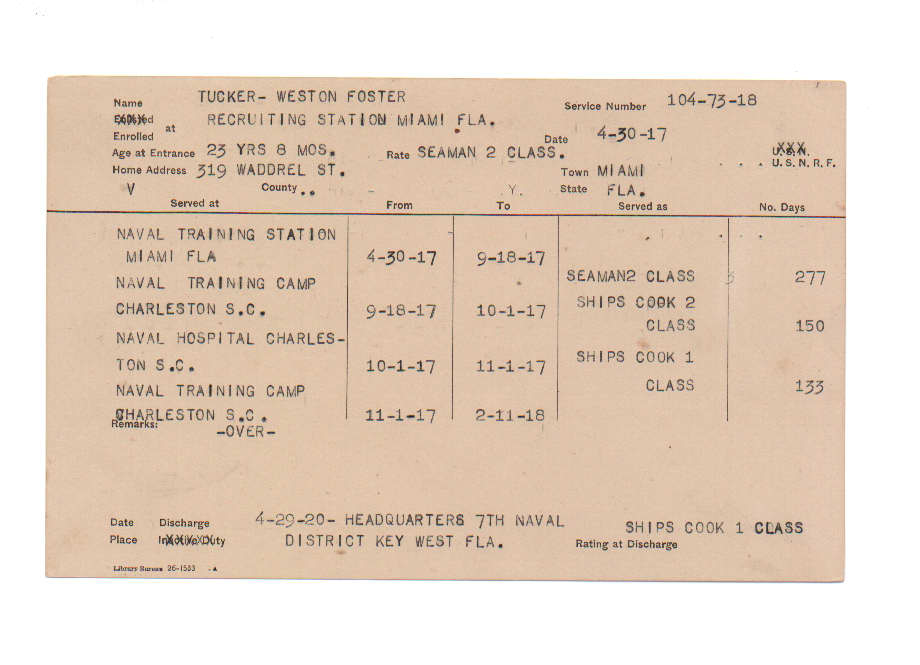 Name TUCKER- WESTON FOSTER Service Number 104-73-18
Enrolled at RECRUITING STATION MIAMI FLA. Date 4-30-17
Age at Entrance 23 YRS 8 MOS. Rate SEAMAN 2 CLASS. U.S.N. U. S. N. R. F.
Home Address 319 WADDREL ST. Town MIAMI
V County .. - Y. State FLA.
Served at From To Served as No. Days
NAVAL TRAINING STATION
MIAMI FLA 4-30-17 9-18-17
SEAMAN2 CLASS 277
NAVAL TRAINING CAMP
SHIPS COOK 2
CHARLESTON S.C. 9-18-17 10-1-17
CLASS 150
NAVAL HOSPITAL CHARLES-
SHIPS COOK 1
TON S.C. 10-1-17 11-1-17
CLASS 133
NAVAL TRAINING CAMP
CHARLESTON S.C. 11-1-17 2-11-18
Remarks: -OVER-
Date Discharge 4-29-20- HEADQUARTERS 7TH NAVAL SHIPS COOK 1 CLASS
Place Inactive Duty DISTRICT KEY WEST FLA. Rating at Discharge
Library Bureau 26-1503 A